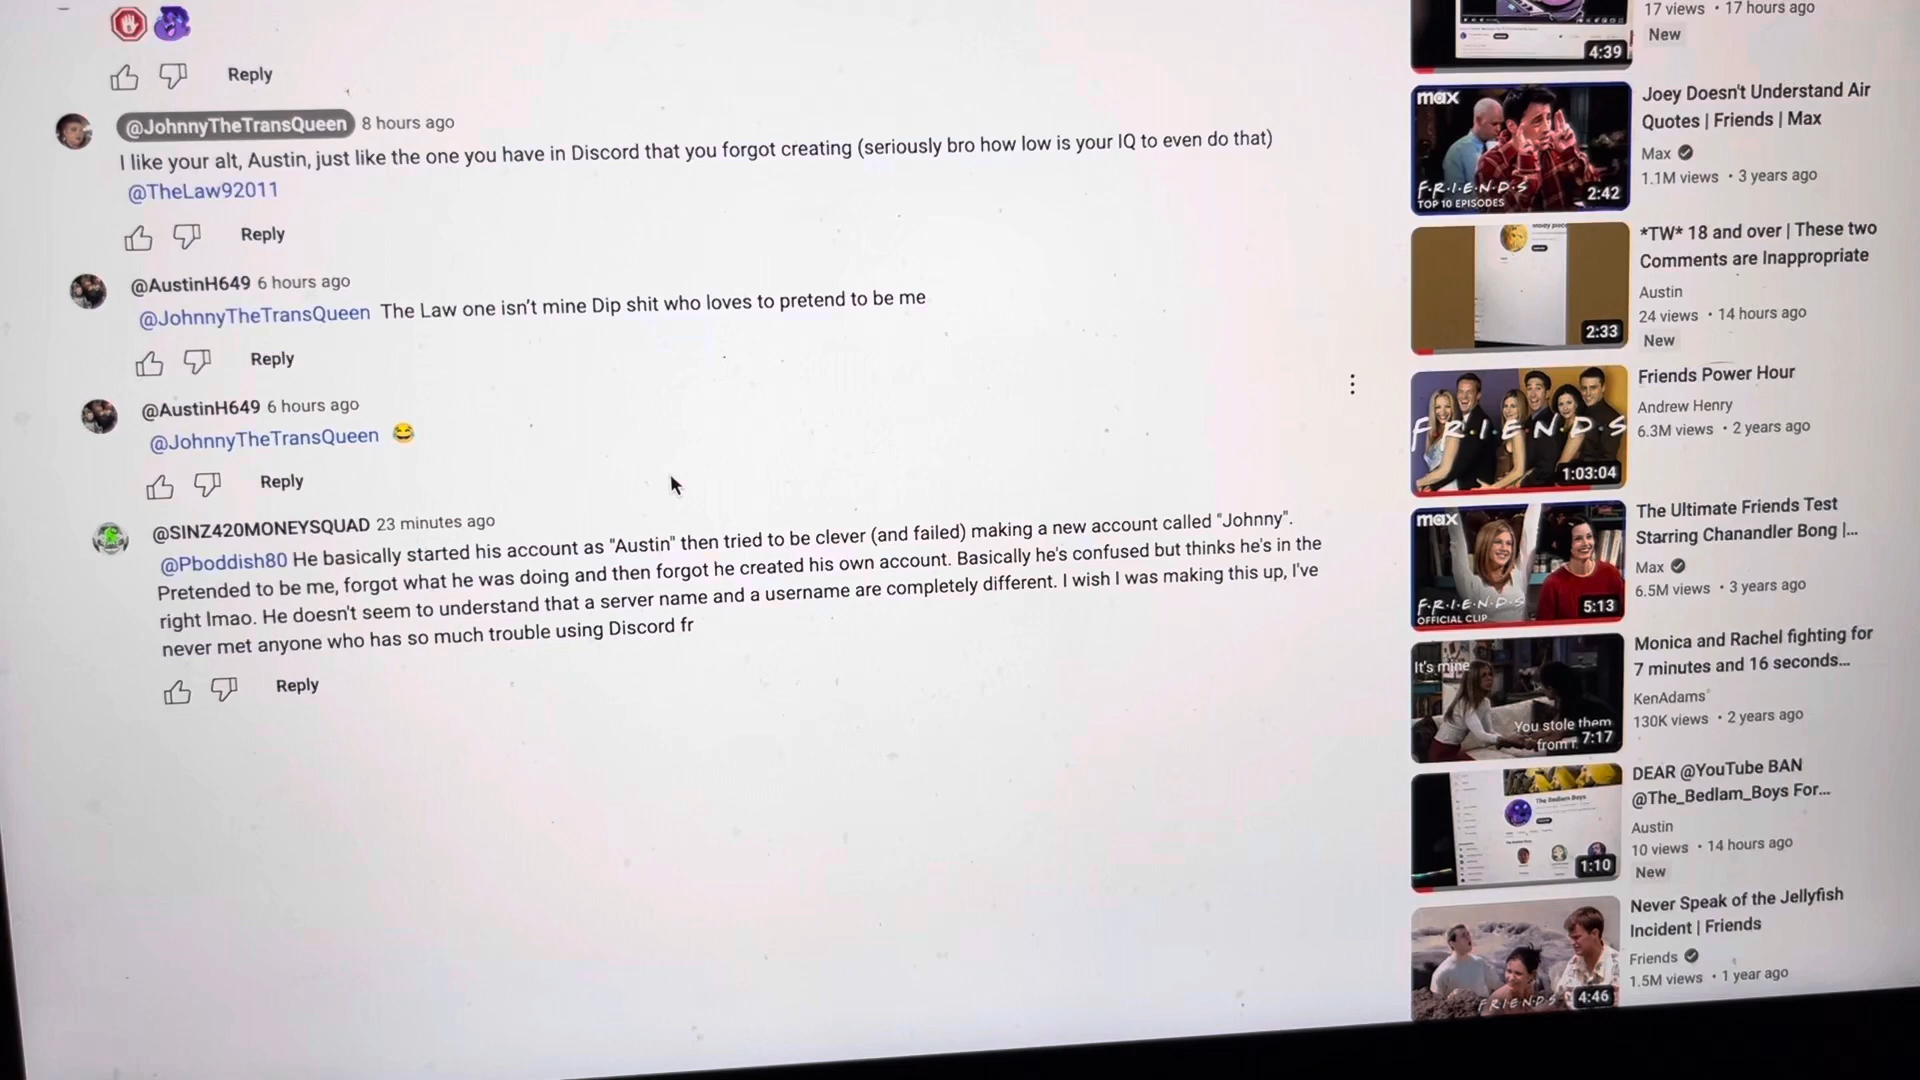 Reply
@JohnnyTheTransQueen 8 hours ago
I like your alt, Austin, just like the one you have in Discord that you forgot creating (seriously bro how low is your IQ to even do that)
@TheLaw92011
Reply
@AustinH649 6 hours ago
@JohnnyTheTransQueen The Law one isn't mine Dip shit who loves to pretend to be me
Reply
@AustinH649 6 hours ago
@JohnnyTheTransQueen 😂
Reply
@SINZ420MONEYSQUAD 23 minutes ago
@Pboddish80 He basically started his account as "Austin" then tried to be clever (and failed) making a new account called "Johnny".
Pretended to be me, forgot what he was doing and then forgot he created his own account. Basically he's confused but thinks he's in the
right lmao. He doesn't seem to understand that a server name and a username are completely different. I wish I was making this up, I've
never met anyone who has so much trouble using Discord fr
Reply
17 views • 17 hours ago
New
4:39
max
F·R·I·E·N·D·S
TOP 10 EPISODES
2:42
Joey Doesn't Understand Air
Quotes | Friends | Max
Max
1.1M views • 3 years ago
2:33
*TW* 18 and over | These two
Comments are Inappropriate
Austin
24 views • 14 hours ago
New
F·R·I·E·N·D·S
1:03:04
Friends Power Hour
Andrew Henry
6.3M views • 2 years ago
max
F·R·I·E·N·D·S
OFFICIAL CLIP
5:13
The Ultimate Friends Test
Starring Chanandler Bong |...
Max
6.5M views • 3 years ago
It's mine
You stole them
from
7:17
Monica and Rachel fighting for
7 minutes and 16 seconds...
KenAdams
130K views • 2 years ago
The Bedlam Boys
1:10
DEAR @YouTube BAN
@The_Bedlam_Boys For...
Austin
10 views • 14 hours ago
New
F·R·I·E·N·D·S
4:46
Never Speak of the Jellyfish
Incident | Friends
Friends
1.5M views • 1 year ago